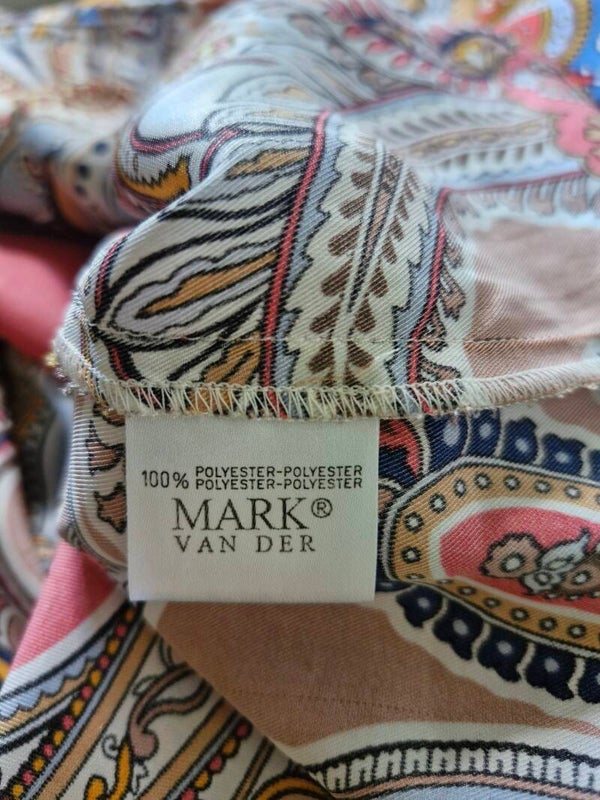 100% POLYESTER-POLYESTER
POLYESTER-POLYESTER
MARK®
VAN DER